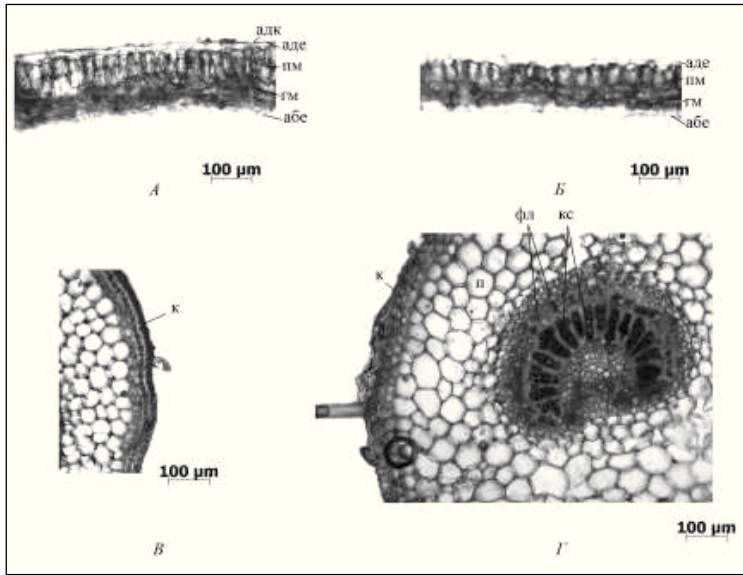 адк
аде
пм
гм
абе
100 µm
А
аде
пм
гм
абе
100 µm
Б
к
100 µm
В
фл кс
к
п
100 µm
Г